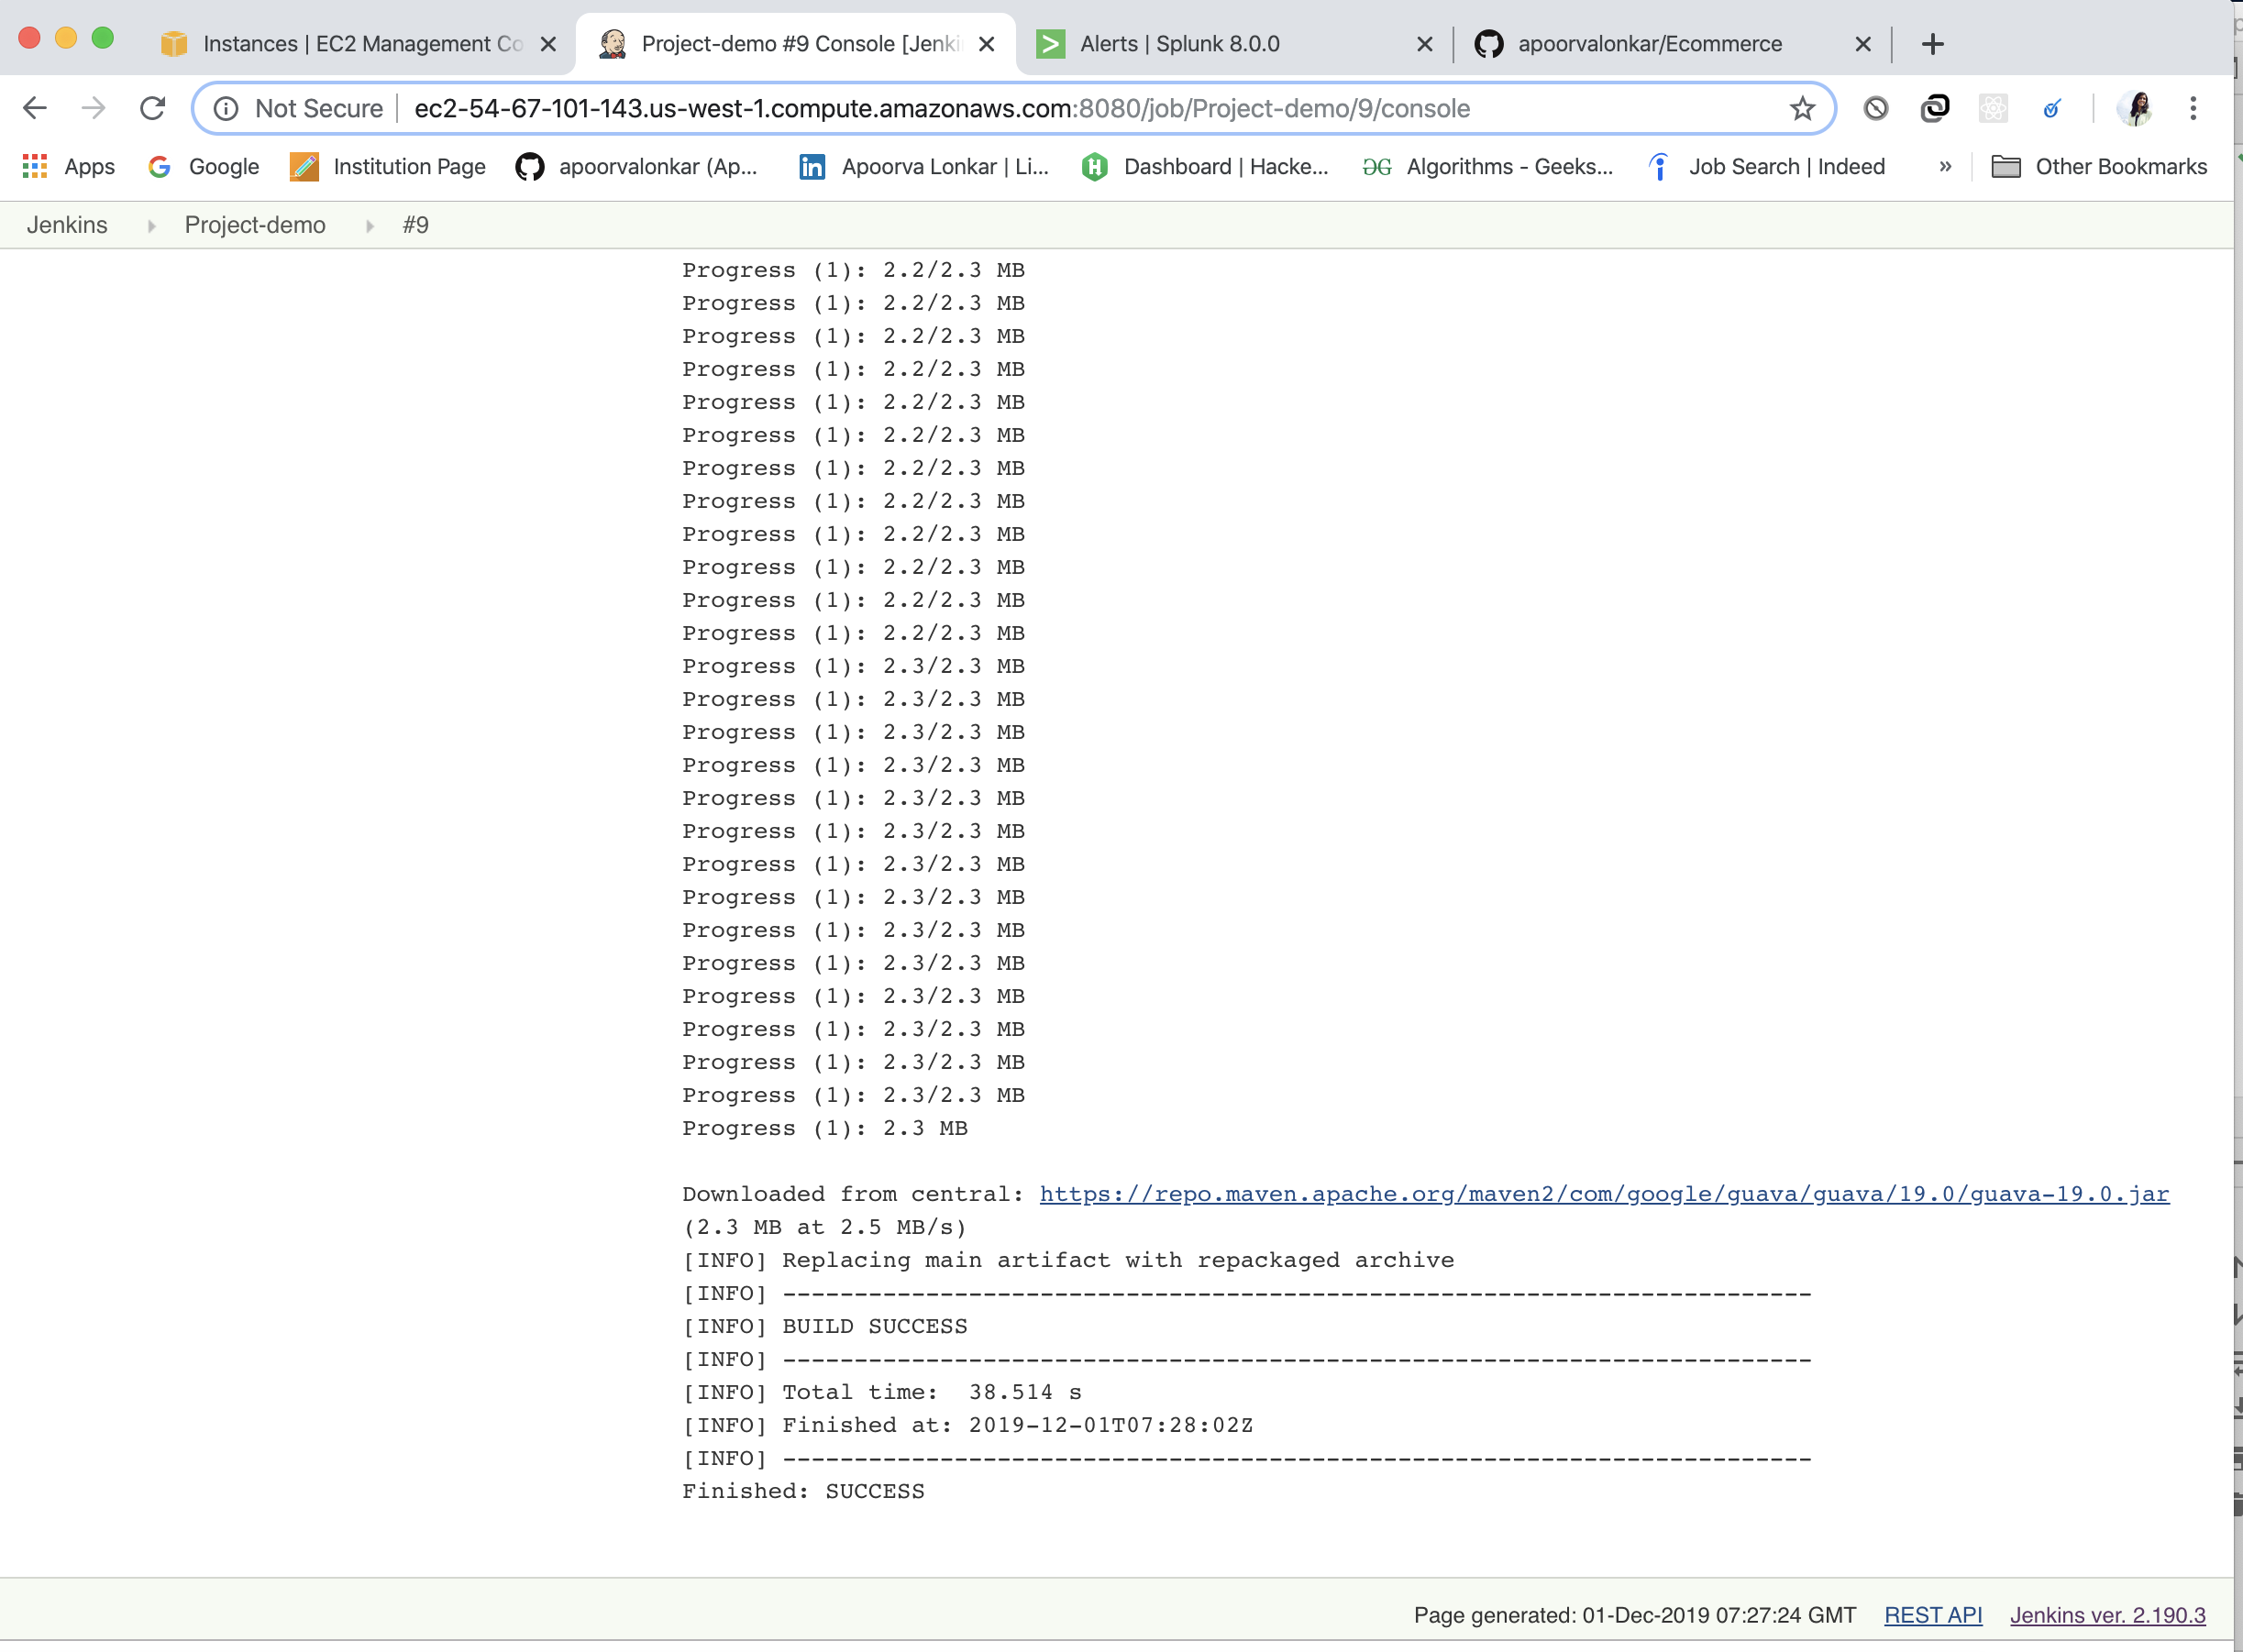 Instances | EC2 Management Co
Project-demo #9 Console [Jenki
Alerts | Splunk 8.0.0
apoorvalonkar/Ecommerce
Not Secure
ec2-54-67-101-143.us-west-1.compute.amazonaws.com:8080/job/Project-demo/9/console
Apps
Google
Institution Page
apoorvalonkar (Ap...
Apoorva Lonkar | Li...
Dashboard | Hacke...
Algorithms - Geeks...
Job Search | Indeed
»
Other Bookmarks
Jenkins
Project-demo
#9
Progress (1): 2.2/2.3 MB
Progress (1): 2.2/2.3 MB
Progress (1): 2.2/2.3 MB
Progress (1): 2.2/2.3 MB
Progress (1): 2.2/2.3 MB
Progress (1): 2.2/2.3 MB
Progress (1): 2.2/2.3 MB
Progress (1): 2.2/2.3 MB
Progress (1): 2.2/2.3 MB
Progress (1): 2.2/2.3 MB
Progress (1): 2.2/2.3 MB
Progress (1): 2.2/2.3 MB
Progress (1): 2.3/2.3 MB
Progress (1): 2.3/2.3 MB
Progress (1): 2.3/2.3 MB
Progress (1): 2.3/2.3 MB
Progress (1): 2.3/2.3 MB
Progress (1): 2.3/2.3 MB
Progress (1): 2.3/2.3 MB
Progress (1): 2.3/2.3 MB
Progress (1): 2.3/2.3 MB
Progress (1): 2.3/2.3 MB
Progress (1): 2.3/2.3 MB
Progress (1): 2.3/2.3 MB
Progress (1): 2.3/2.3 MB
Progress (1): 2.3/2.3 MB
Progress (1): 2.3 MB
Downloaded from central: https://repo.maven.apache.org/maven2/com/google/guava/guava/19.0/guava-19.0.jar
(2.3 MB at 2.5 MB/s)
[INFO] Replacing main artifact with repackaged archive
[INFO] ------------------------------------------------------------------------
[INFO] BUILD SUCCESS
[INFO] ------------------------------------------------------------------------
[INFO] Total time:  38.514 s
[INFO] Finished at: 2019-12-01T07:28:02Z
[INFO] ------------------------------------------------------------------------
Finished: SUCCESS
Page generated: 01-Dec-2019 07:27:24 GMT
REST API
Jenkins ver. 2.190.3